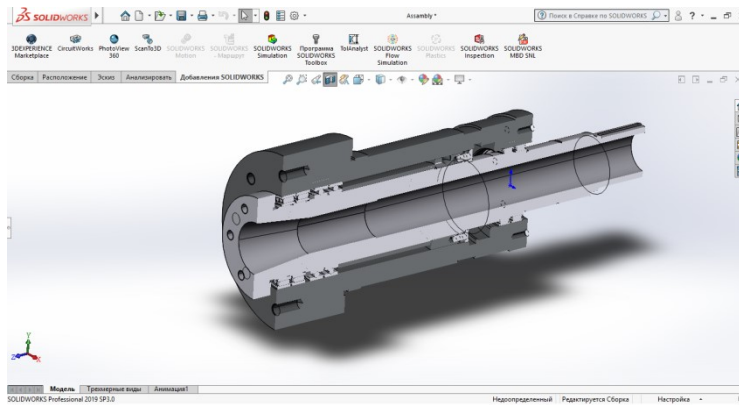 SOLIDWORKS
Assembly *
Поиск в Справке по SOLIDWORKS
3DEXPERIENCE Marketplace
CircuitWorks
PhotoView 360
ScanTo3D
SOLIDWORKS Motion
SOLIDWORKS - Маршрут
SOLIDWORKS Simulation
Программа SOLIDWORKS Toolbox
TolAnalyst
SOLIDWORKS Flow Simulation
SOLIDWORKS Plastics
SOLIDWORKS Inspection
SOLIDWORKS MBD SNL
Сборка Расположение Эскиз Анализировать Добавления SOLIDWORKS
Y
Z X
Модель Трехмерные виды Анимация1
SOLIDWORKS Professional 2019 SP3.0 Недоопределенный Редактируется Сборка Настройка